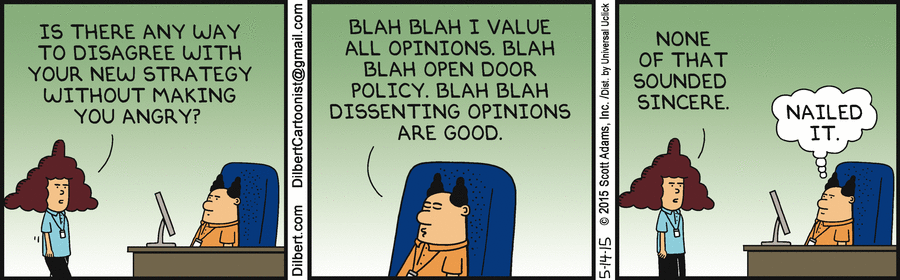 IS THERE ANY WAY
TO DISAGREE WITH
YOUR NEW STRATEGY
WITHOUT MAKING
YOU ANGRY?
Dilbert.com DilbertCartoonist@gmail.com
BLAH BLAH I VALUE
ALL OPINIONS. BLAH
BLAH OPEN DOOR
POLICY. BLAH BLAH
DISSENTING OPINIONS
ARE GOOD.
5-14-15 © 2015 Scott Adams, Inc. /Dist. by Universal Uclick
NONE
OF THAT
SOUNDED
SINCERE.
NAILED
IT.